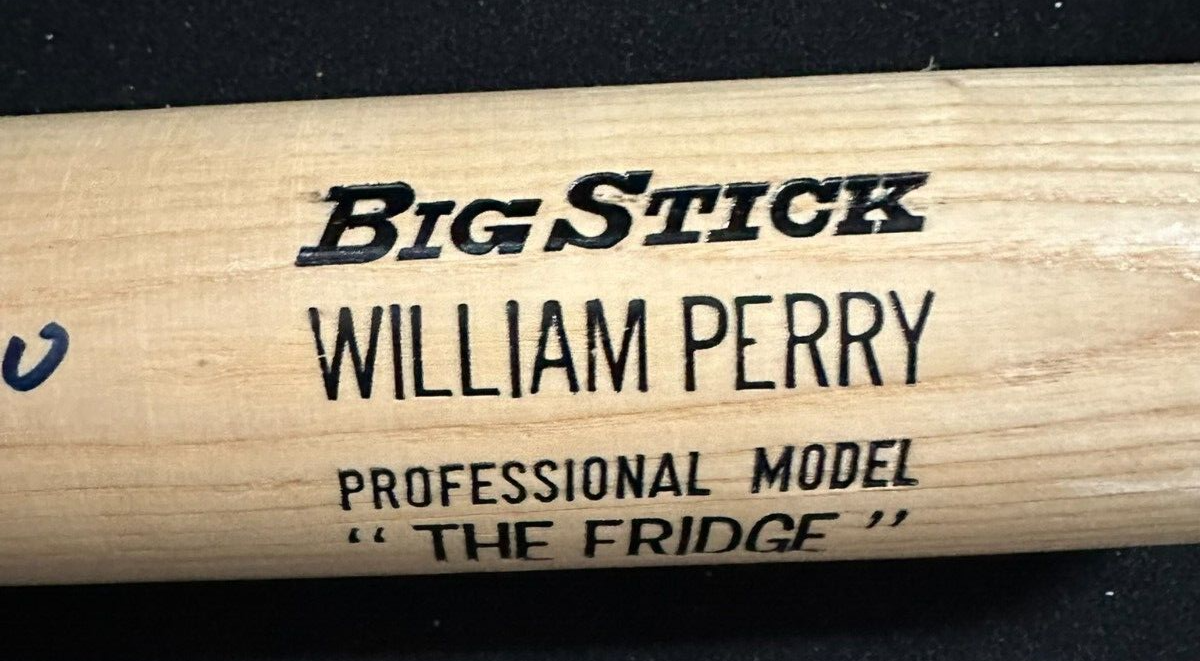 BIG STICK
WILLIAM PERRY
PROFESSIONAL MODEL
“ THE FRIDGE ”